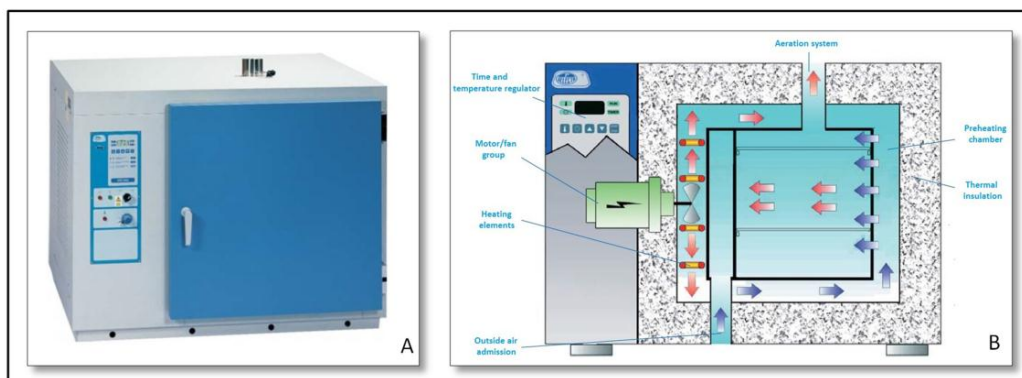 A
Aeration system
Time and
temperature regulator
Motor/fan
group
Heating
elements
Preheating
chamber
Thermal
insulation
Outside air
admission
B